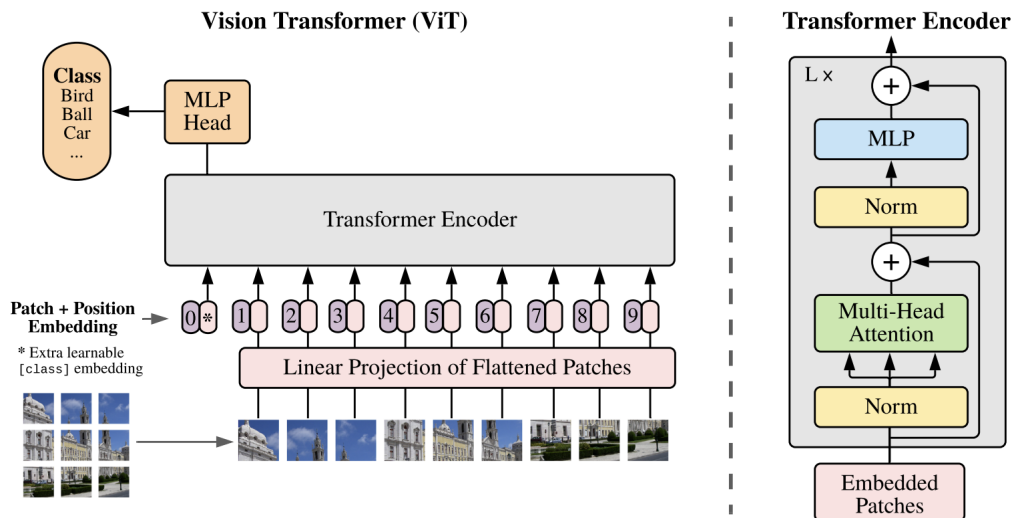 Vision Transformer (ViT)
Class
Bird
Ball
Car
...
MLP
Head
Transformer Encoder
Patch + Position
Embedding
0 * 1 2 3 4 5 6 7 8 9
* Extra learnable
[class] embedding
Linear Projection of Flattened Patches
Transformer Encoder
L ×
+
MLP
Norm
+
Multi-Head
Attention
Norm
Embedded
Patches